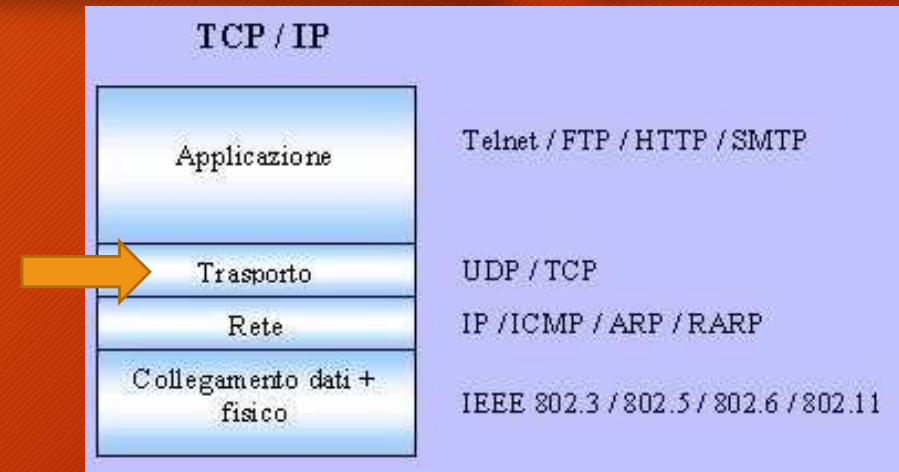 TCP / IP
Applicazione
Telnet / FTP / HTTP / SMTP
Trasporto
UDP / TCP
Rete
IP / ICMP / ARP / RARP
Collegamento dati +
fisico
IEEE 802.3 / 802.5 / 802.6 / 802.11